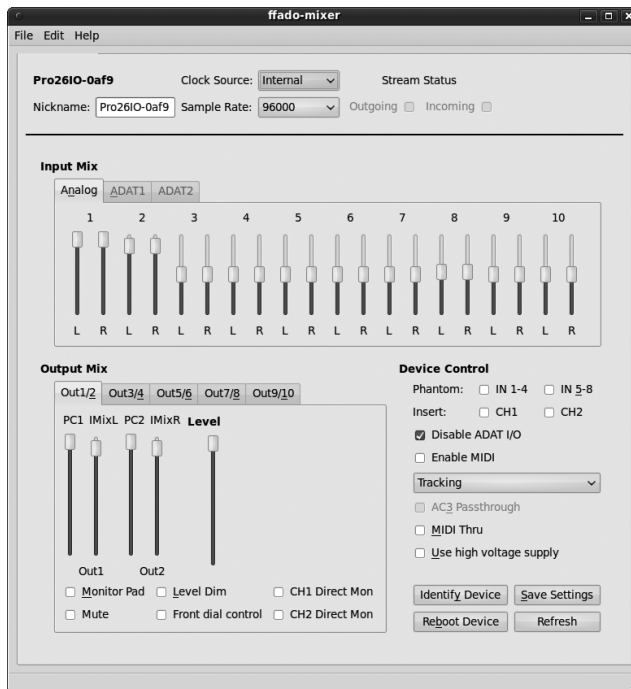 ffado-mixer
File Edit Help
Pro26IO-0af9 Clock Source: Internal Stream Status
Nickname: Pro26IO-0af9 Sample Rate: 96000 Outgoing Incoming
Input Mix
Analog ADAT1 ADAT2
1 2 3 4 5 6 7 8 9 10
L R L R L R L R L R L R L R L R L R L R
Output Mix
Out1/2 Out3/4 Out5/6 Out7/8 Out9/10
PC1 IMixL PC2 IMixR Level
Out1 Out2
Monitor Pad Level Dim CH1 Direct Mon
Mute Front dial control CH2 Direct Mon
Device Control
Phantom: IN 1-4 IN 5-8
Insert: CH1 CH2
Disable ADAT I/O
Enable MIDI
Tracking
AC3 Passthrough
MIDI Thru
Use high voltage supply
Identify Device Save Settings
Reboot Device Refresh